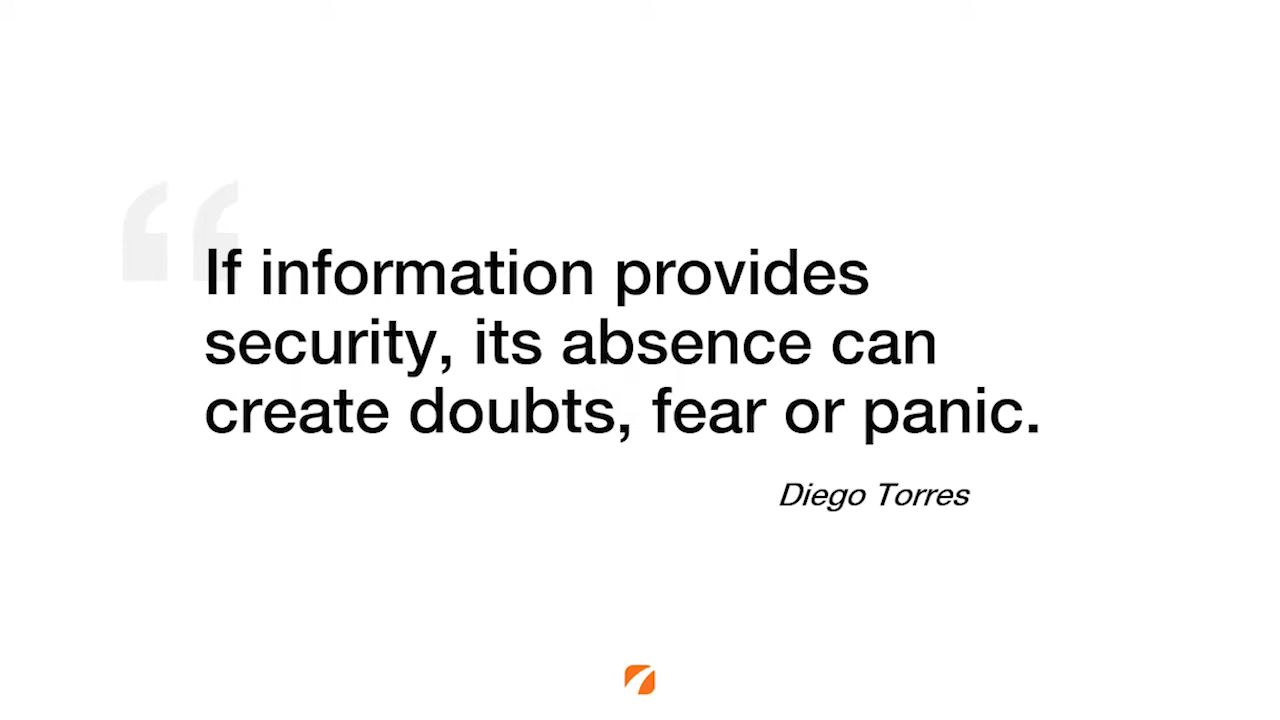 “If information provides
security, its absence can
create doubts, fear or panic.
Diego Torres